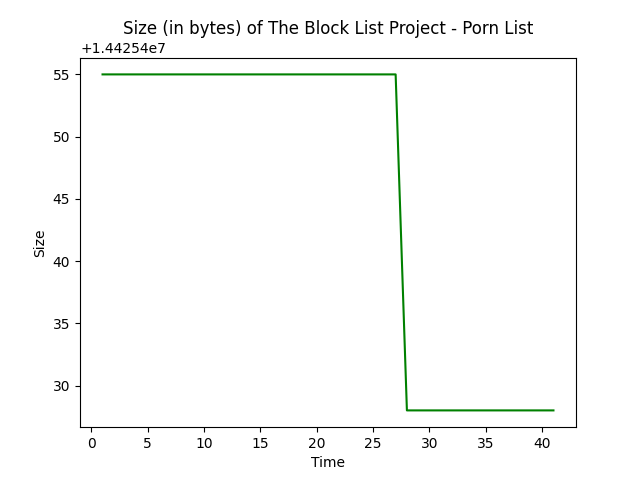 Size (in bytes) of The Block List Project - Porn List
+1.44254e7
55
50
45
40
35
30
Size
0 5 10 15 20 25 30 35 40
Time